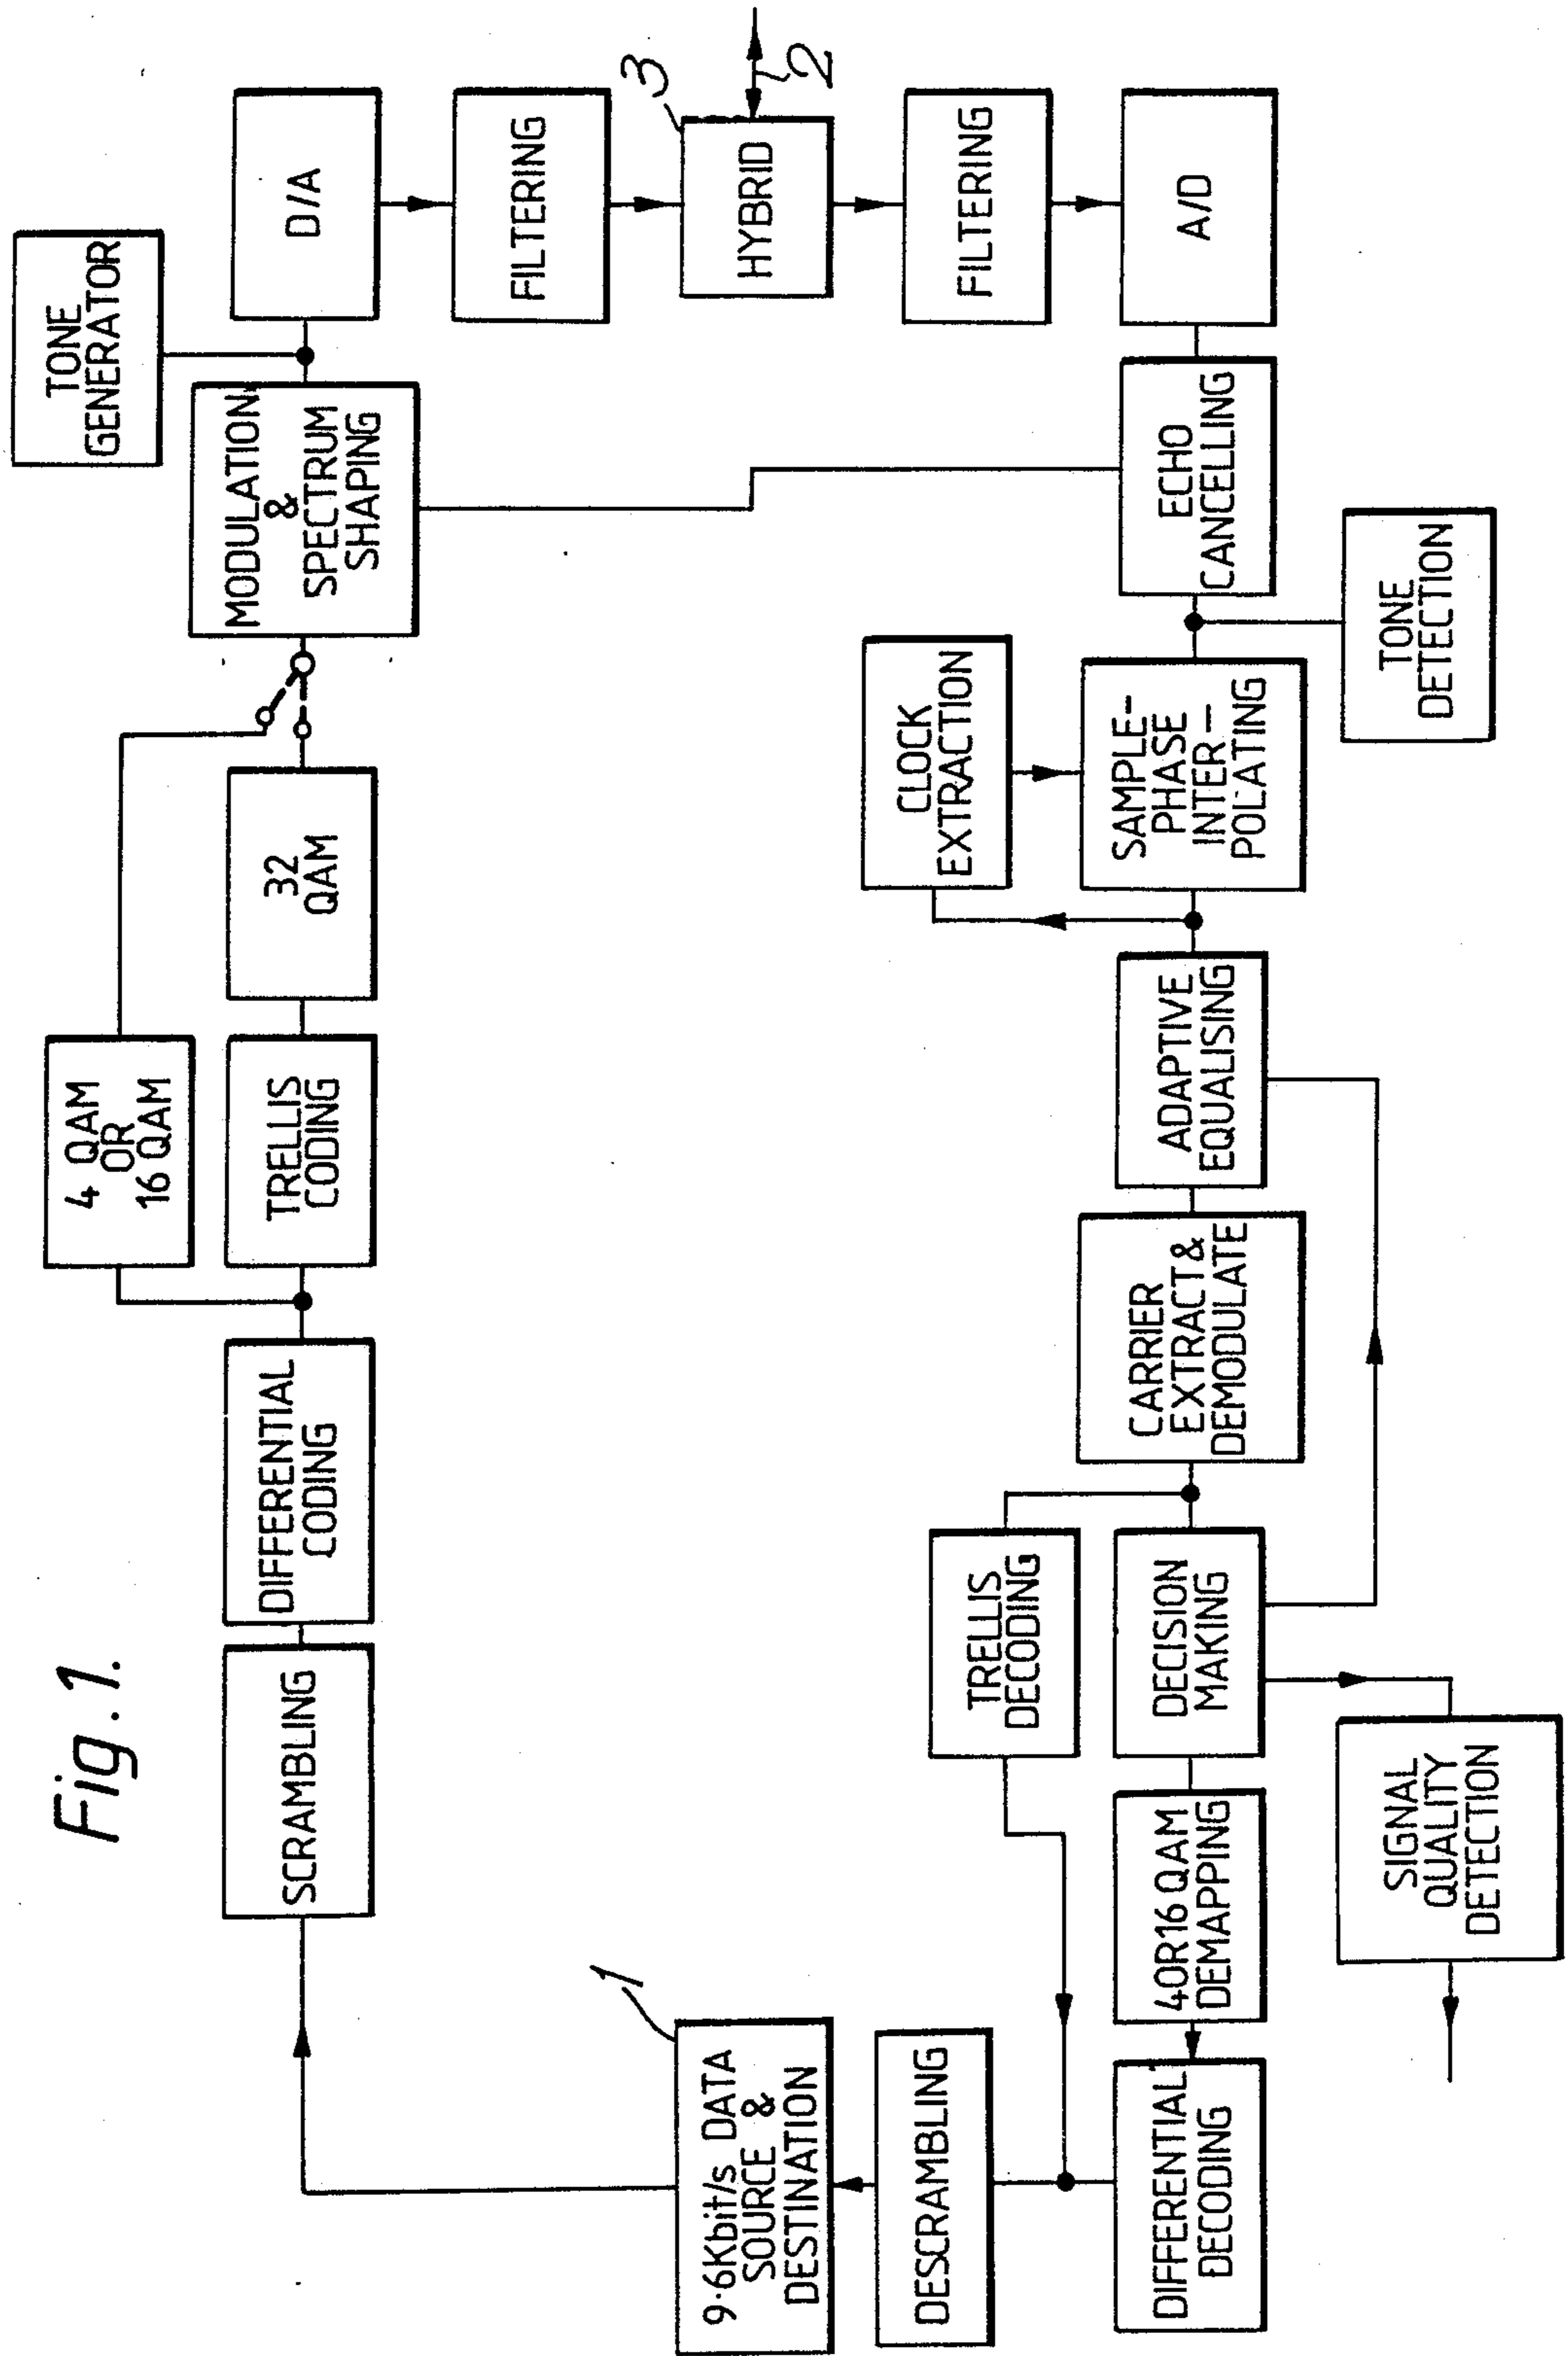 Fig. 1.
SCRAMBLING
DIFFERENTIAL
CODING
4 QAM
OR
16 QAM
TRELLIS
CODING
32
QAM
MODULATION
&
SPECTRUM
SHAPING
TONE
GENERATOR
D/A
FILTERING
3
HYBRID
2
FILTERING
A/D
ECHO
CANCELLING
TONE
DETECTION
CLOCK
EXTRACTION
SAMPLE-
PHASE
INTER-
POLATING
ADAPTIVE
EQUALISING
CARRIER
EXTRACT&
DEMODULATE
TRELLIS
DECODING
DECISION
MAKING
SIGNAL
QUALITY
DETECTION
4OR16 QAM
DEMAPPING
DIFFERENTIAL
DECODING
DESCRAMBLING
1
9·6Kbit/s DATA
SOURCE &
DESTINATION